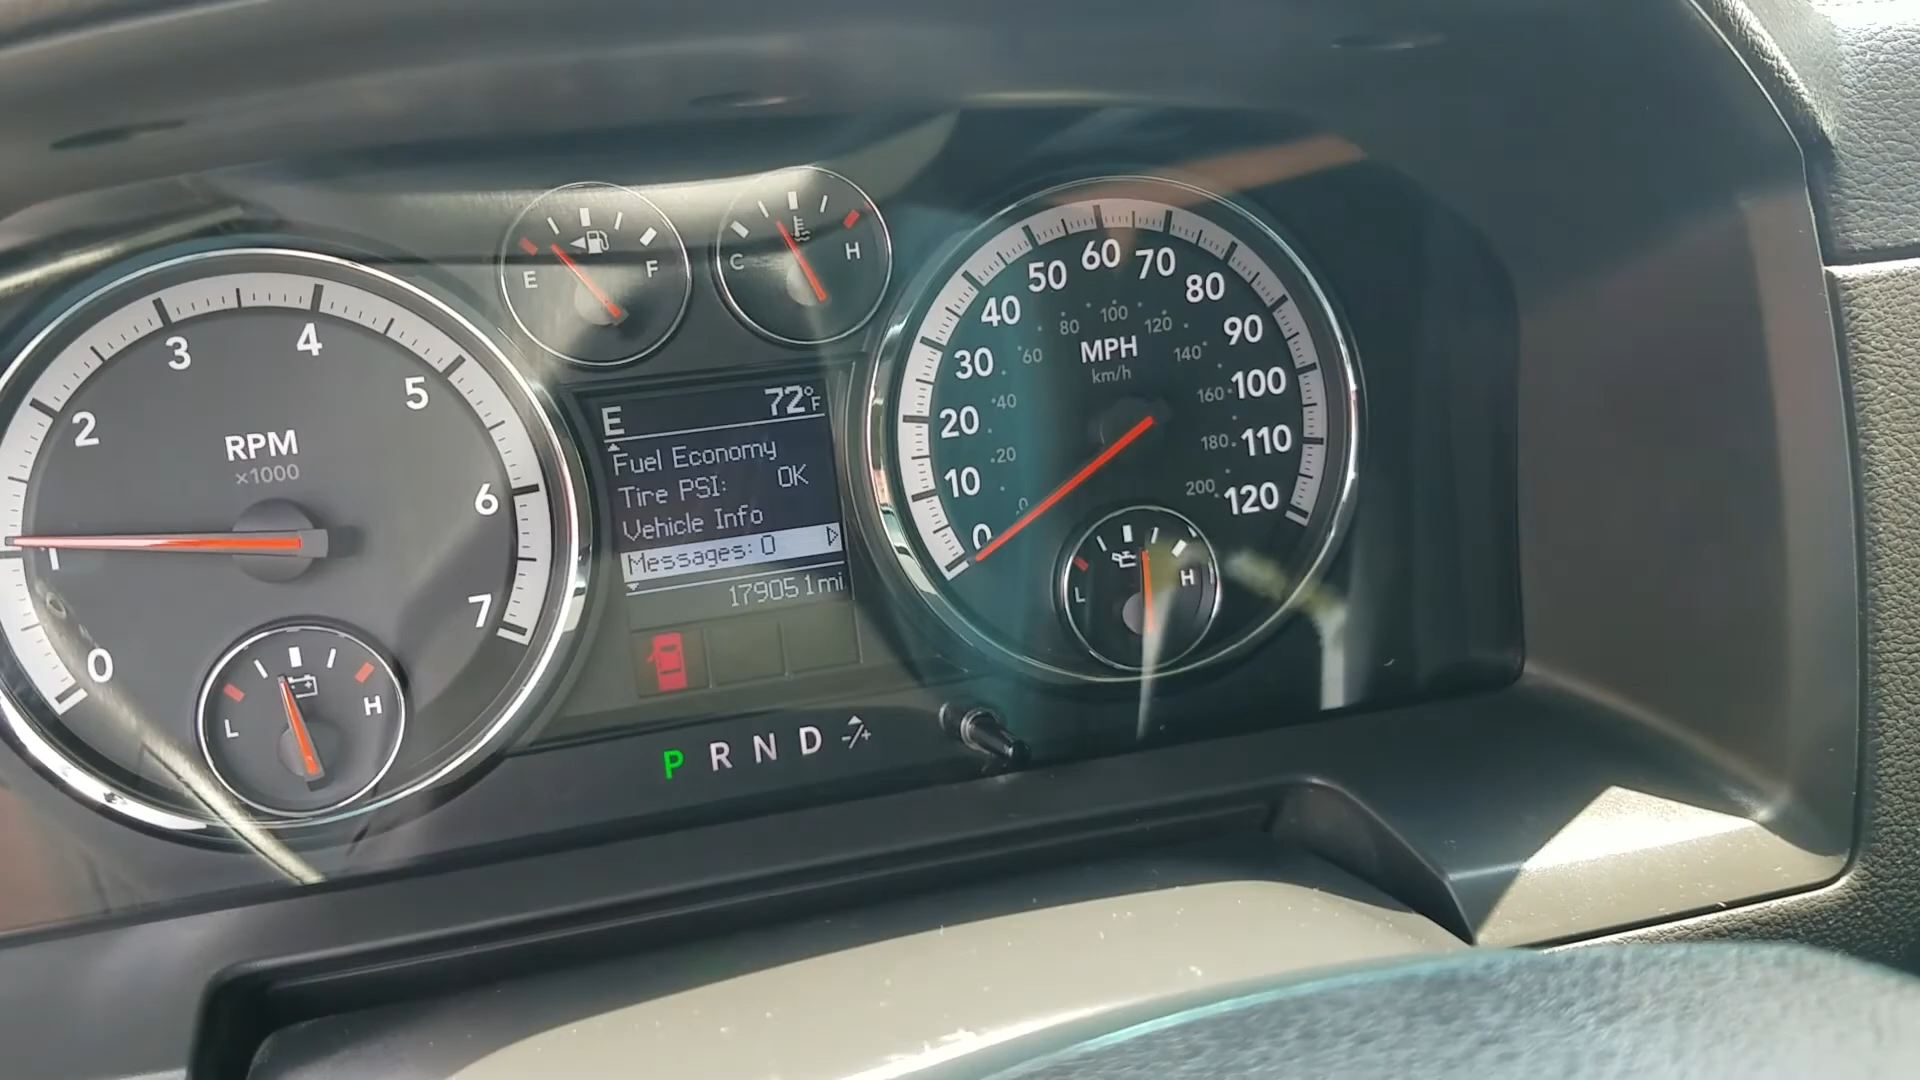 E F
C H
0 1 2 3 4 5 6 7
RPM
×1000
L H
E 72°F
Fuel Economy
Tire PSI: OK
Vehicle Info
Messages: 0
179051mi
P R N D -/+
0 10 20 30 40 50 60 70 80 90 100 110 120
MPH
km/h
0 20 40 60 80 100 120 140 160 180 200
L H